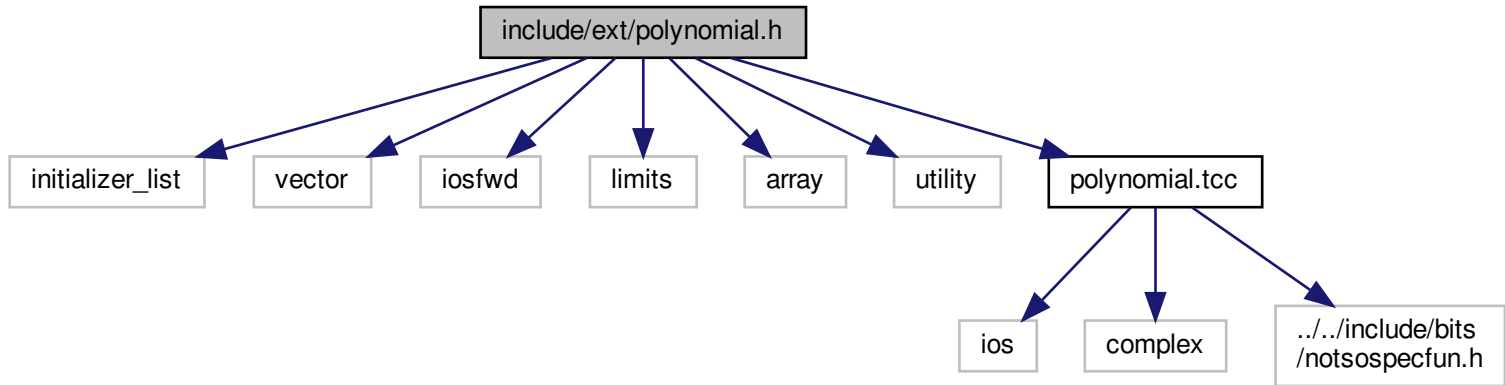 include/ext/polynomial.h
initializer_list
vector
iosfwd
limits
array
utility
polynomial.tcc
ios
complex
../../include/bits
/notsospecfun.h